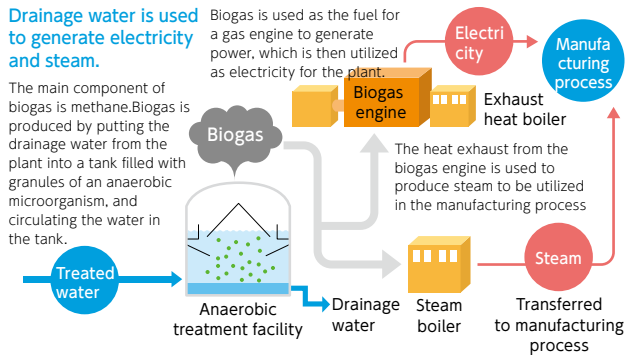 Drainage water is used
to generate electricity
and steam.
The main component of
biogas is methane.Biogas is
produced by putting the
drainage water from the
plant into a tank filled with
granules of an anaerobic
microorganism, and
circulating the water in
the tank.
Biogas is used as the fuel for
a gas engine to generate
power, which is then utilized
as electricity for the plant.
Electri
city
Manufa
cturing
process
Biogas
engine
Exhaust
heat boiler
Biogas
The heat exhaust from the
biogas engine is used to
produce steam to be utilized
in the manufacturing process
Treated
water
Anaerobic
treatment facility
Drainage
water
Steam
boiler
Steam
Transferred
to manufacturing
process